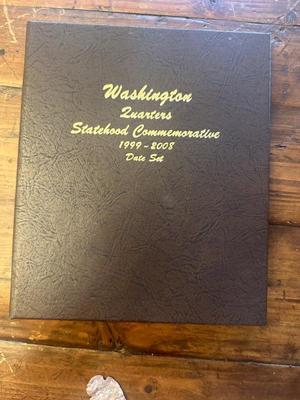 Washington
Quarters
Statehood Commemorative
1999-2008
Date Set